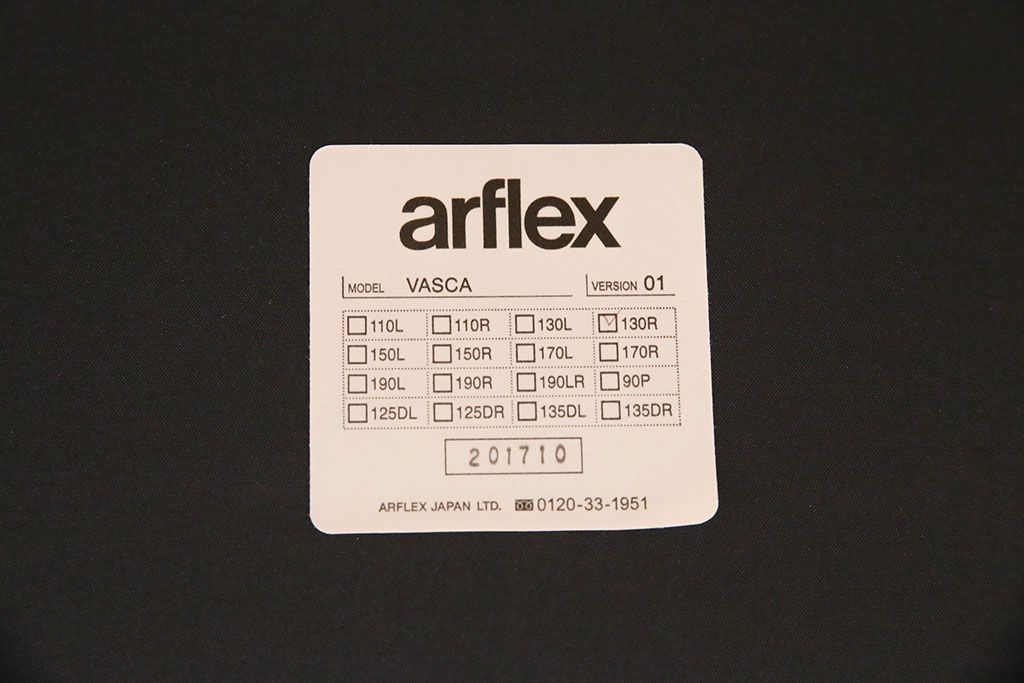 arflex
MODEL VASCA VERSION 01
☐110L ☐110R ☐130L ☑130R
☐150L ☐150R ☐170L ☐170R
☐190L ☐190R ☐190LR ☐90P
☐125DL ☐125DR ☐135DL ☐135DR
201710
ARFLEX JAPAN LTD. 0120-33-1951